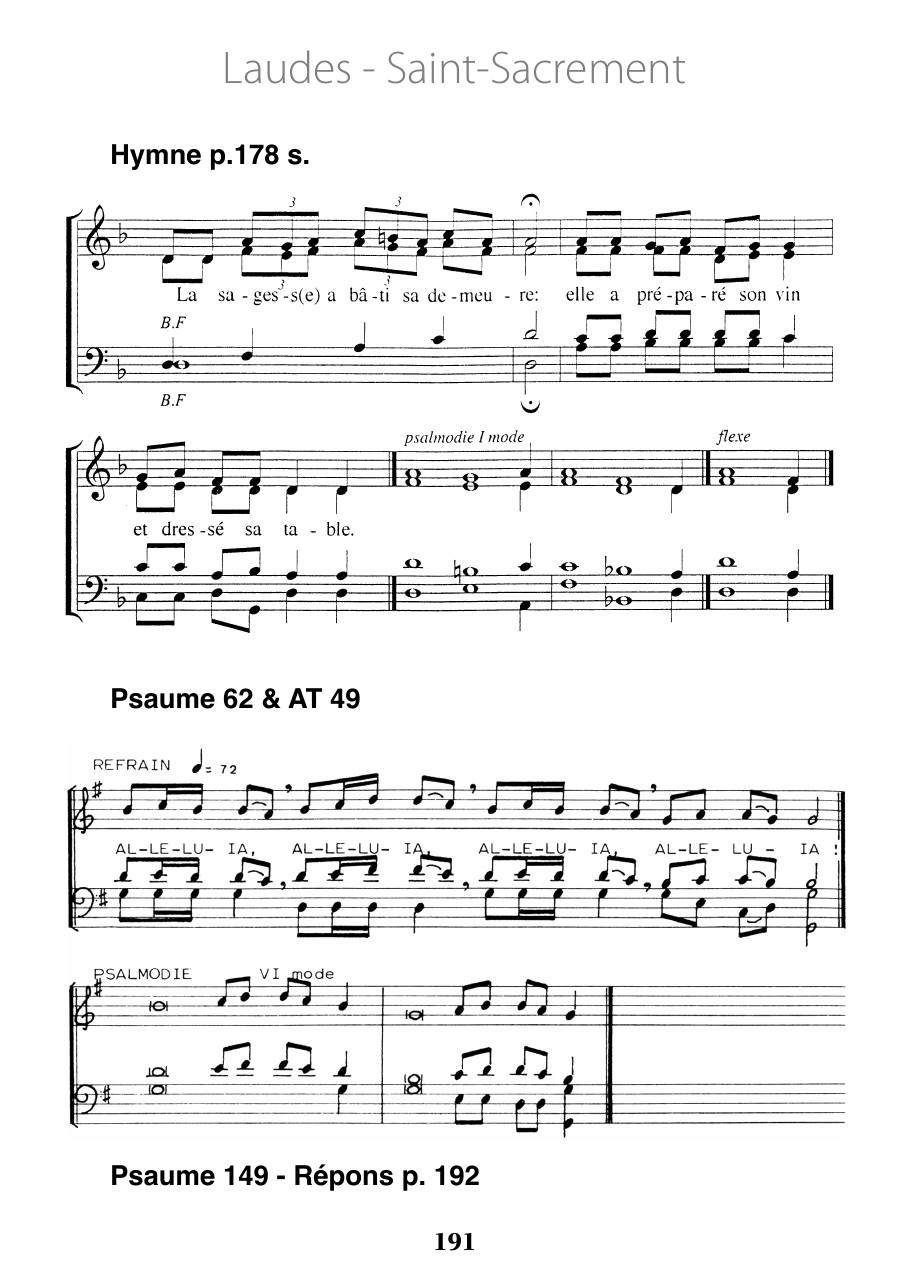 Laudes - Saint-Sacrement
Hymne p.178 s.
3 3
La sa - ges - s(e) a bâ - ti sa de - meu - re: elle a pré - pa - ré son vin
3 3
B.F
B.F
psalmodie I mode flexe
et dres - sé sa ta - ble.
Psaume 62 & AT 49
REFRAIN ♩ = 72
AL-LE-LU-IA, AL-LE-LU-IA, AL-LE-LU-IA, AL-LE-LU-IA !
PSALMODIE VI mode
Psaume 149 - Répons p. 192
191